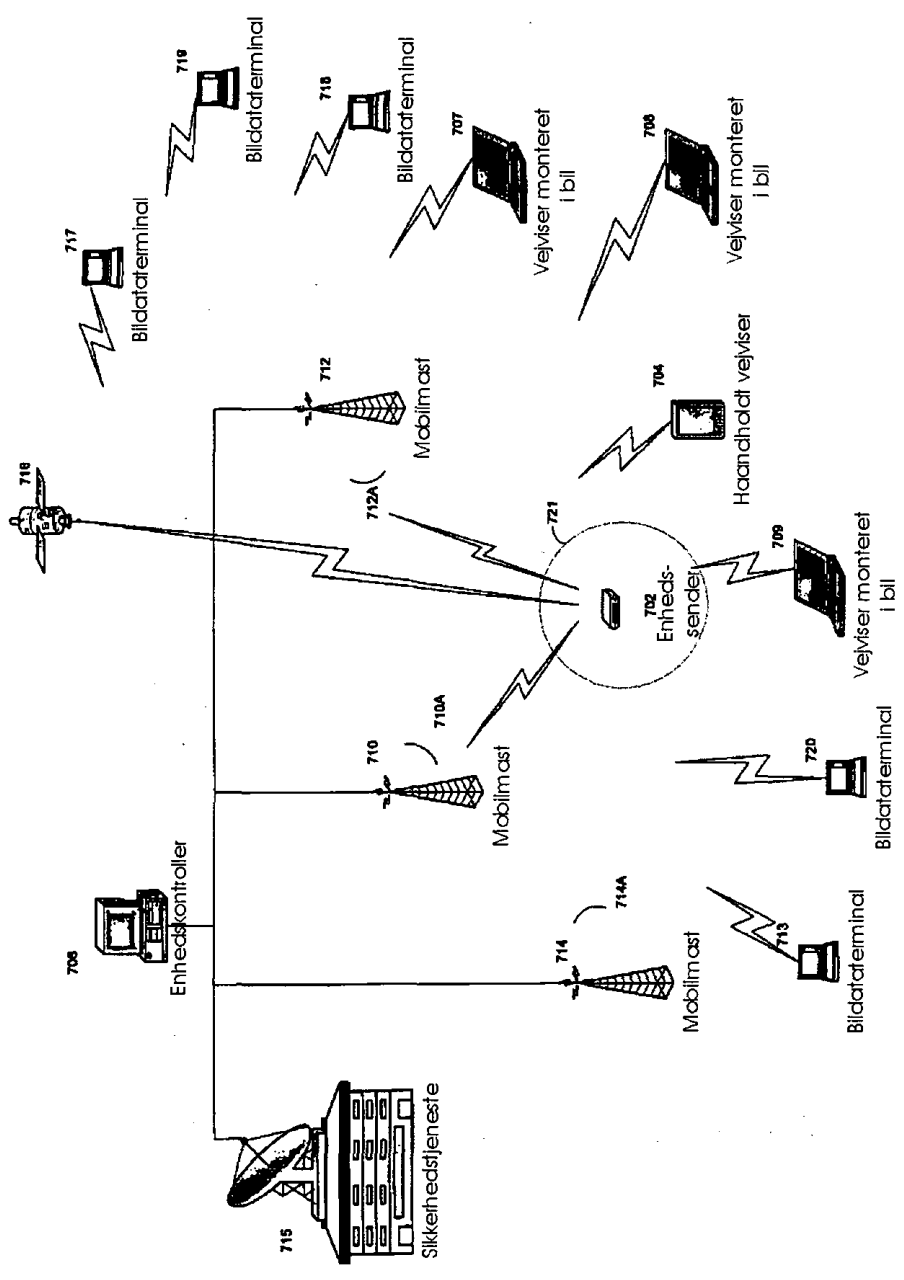 716
706
Enhedskontroller
717
Bildataterminal
719
Bildataterminal
715
Sikkerhedstjeneste
710
710A
Mobilmast
712
712A
Mobilmast
718
Bildataterminal
707
Vejviser monteret
i bil
714
714A
Mobilmast
721
702
Enheds-
sender
704
Haandholdt vejviser
708
Vejviser monteret
i bil
713
Bildataterminal
720
Bildataterminal
709
Vejviser monteret
i bil